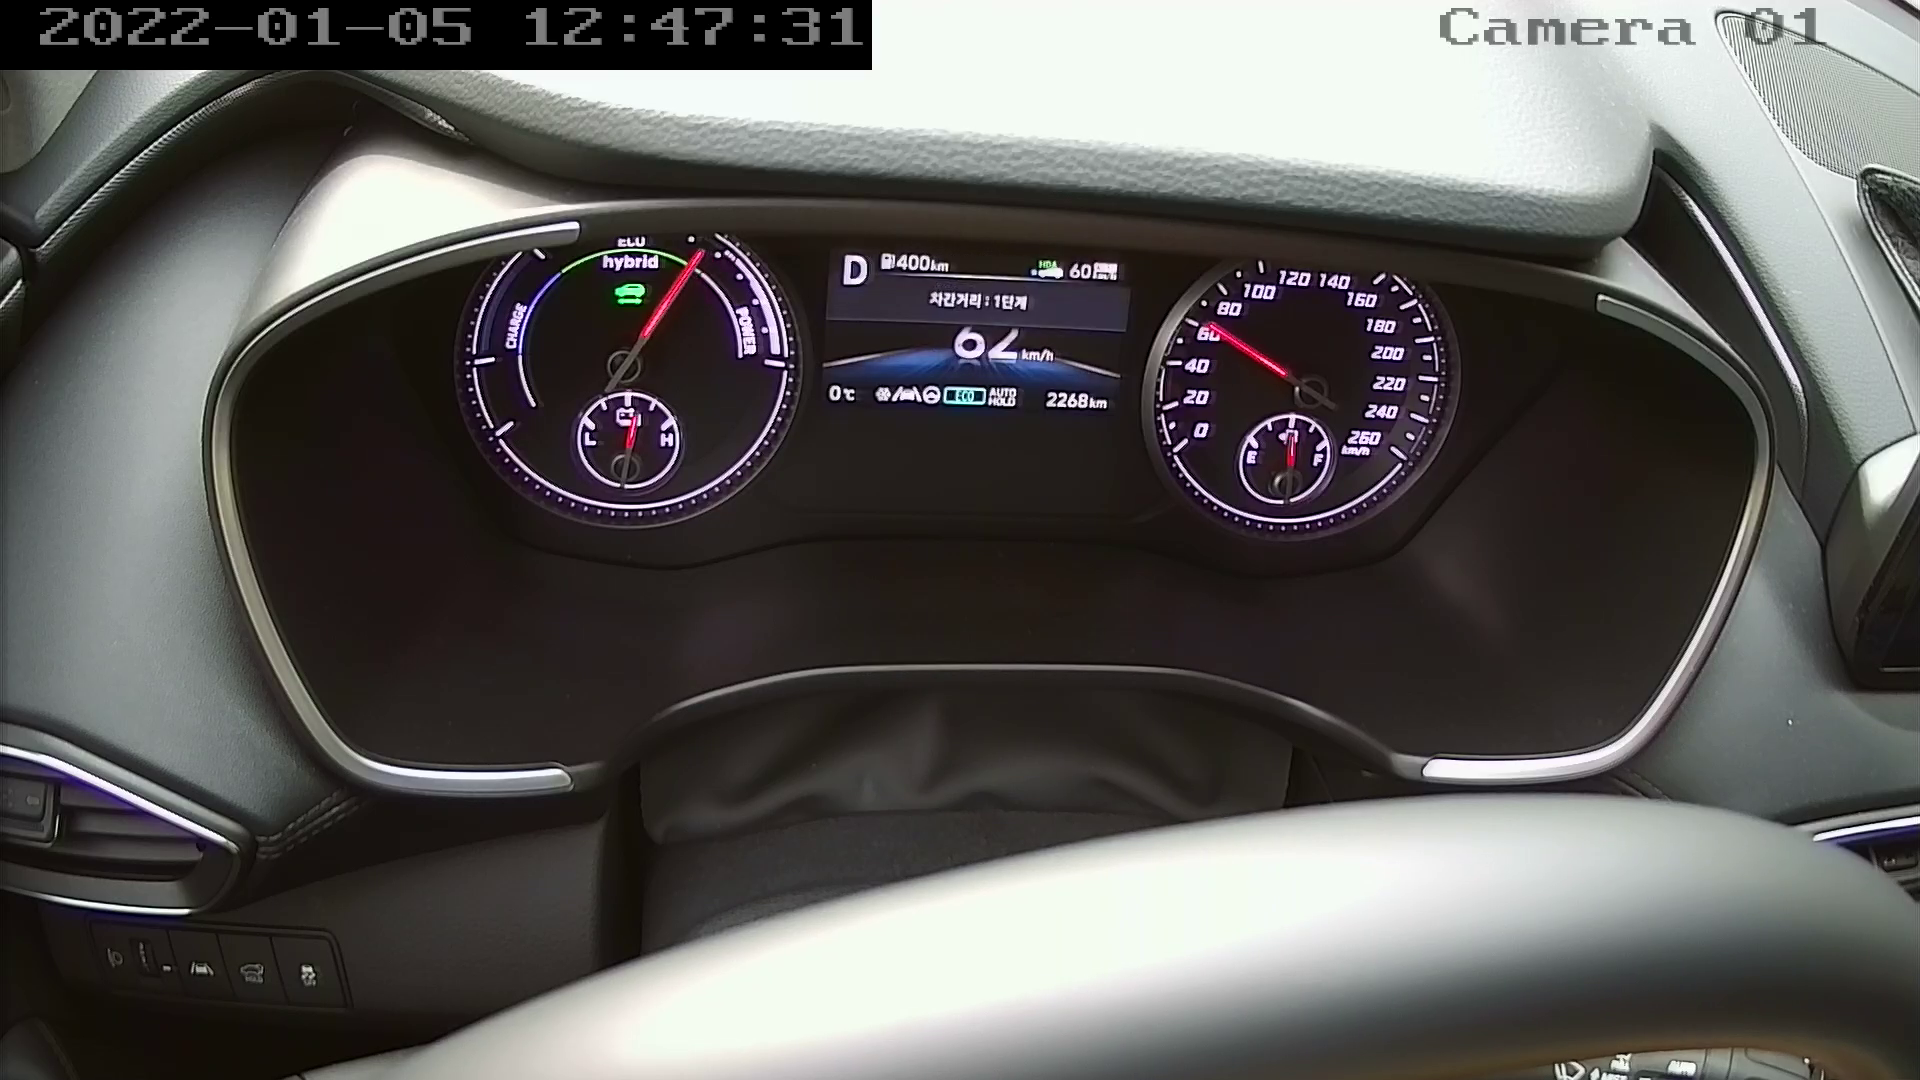 2022-01-05 12:47:31
Camera 01
ECO
hybrid
CHARGE
POWER
L
H
D
400km
HDA
60
km/h
차간거리 : 1단계
62 km/h
0℃
ECO
AUTO
HOLD
2268km
0
20
40
60
80
100
120
140
160
180
200
220
240
260
km/h
E
F
AUTO